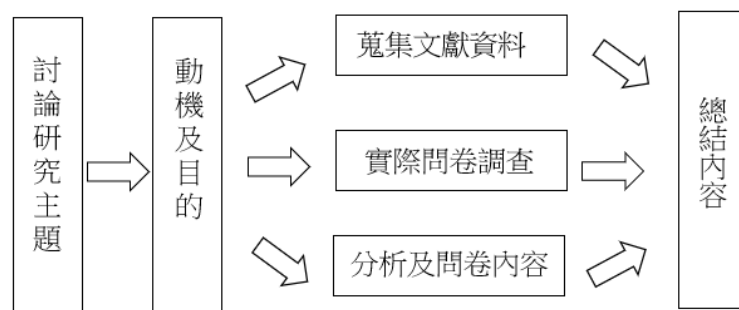 討論研究主題
動機及目的
蒐集文獻資料
實際問卷調查
分析及問卷內容
總結內容